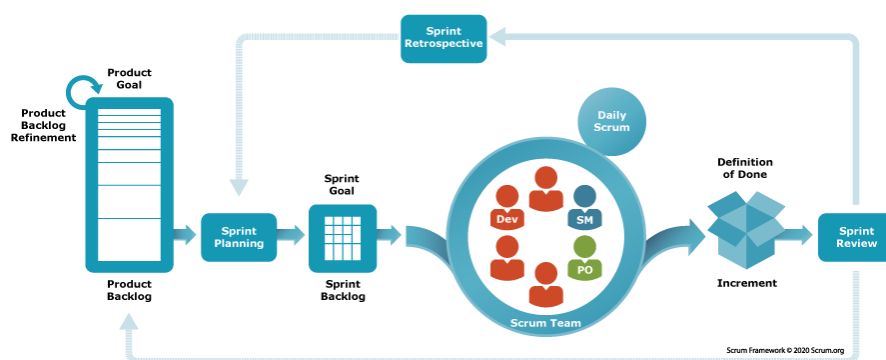 Sprint
Retrospective
Product
Goal
Product
Backlog
Refinement
Daily
Scrum
Definition
of Done
Sprint
Goal
Dev
SM
Sprint
Planning
Sprint
Review
PO
Product
Backlog
Sprint
Backlog
Increment
Scrum Team
Scrum Framework © 2020 Scrum.org